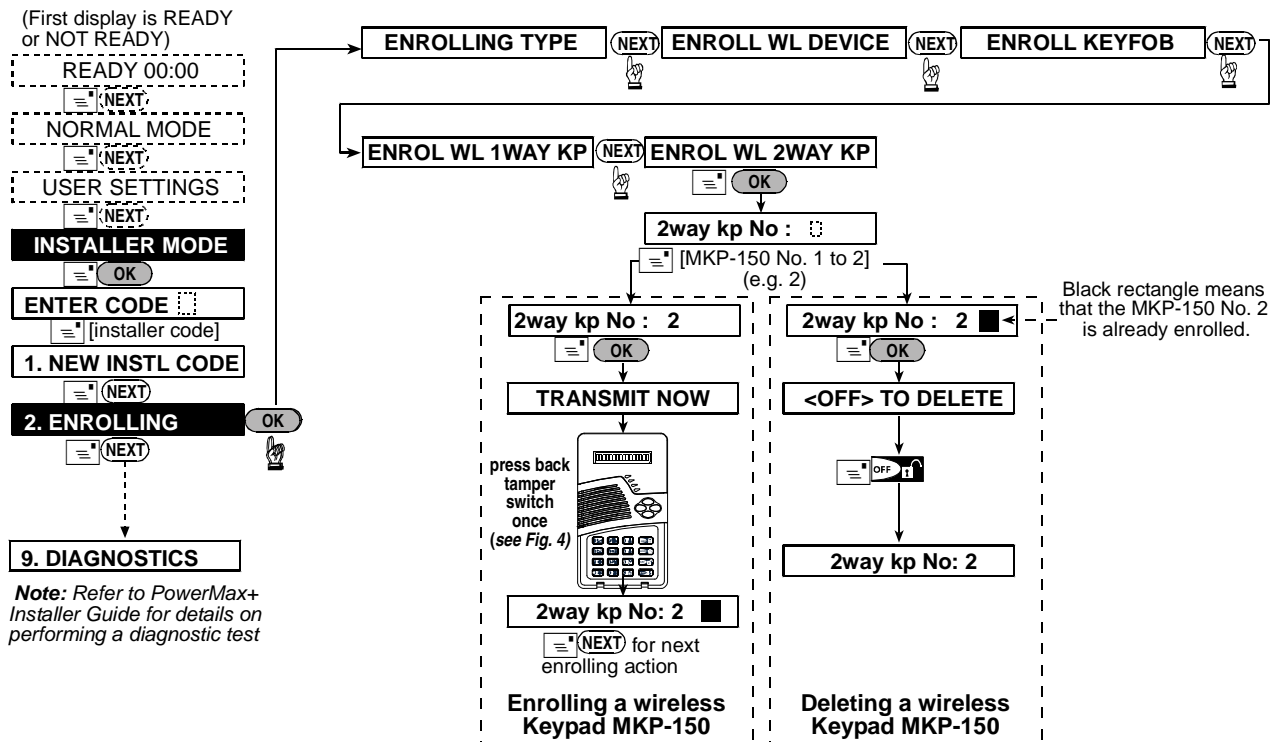 (First display is READY
or NOT READY)
READY 00:00
NEXT
NORMAL MODE
NEXT
USER SETTINGS
NEXT
INSTALLER MODE
OK
ENTER CODE
[installer code]
1. NEW INSTL CODE
NEXT
2. ENROLLING
OK
NEXT
9. DIAGNOSTICS
Note: Refer to PowerMax+
Installer Guide for details on
performing a diagnostic test
ENROLLING TYPE
NEXT
ENROLL WL DEVICE
NEXT
ENROLL KEYFOB
NEXT
ENROL WL 1WAY KP
NEXT
ENROL WL 2WAY KP
OK
2way kp No :
[MKP-150 No. 1 to 2]
(e.g. 2)
2way kp No : 2
OK
TRANSMIT NOW
press back
tamper
switch
once
(see Fig. 4)
2way kp No: 2
NEXT for next
enrolling action
Enrolling a wireless
Keypad MKP-150
2way kp No : 2
Black rectangle means
that the MKP-150 No. 2
is already enrolled.
OK
<OFF> TO DELETE
OFF
2way kp No: 2
Deleting a wireless
Keypad MKP-150